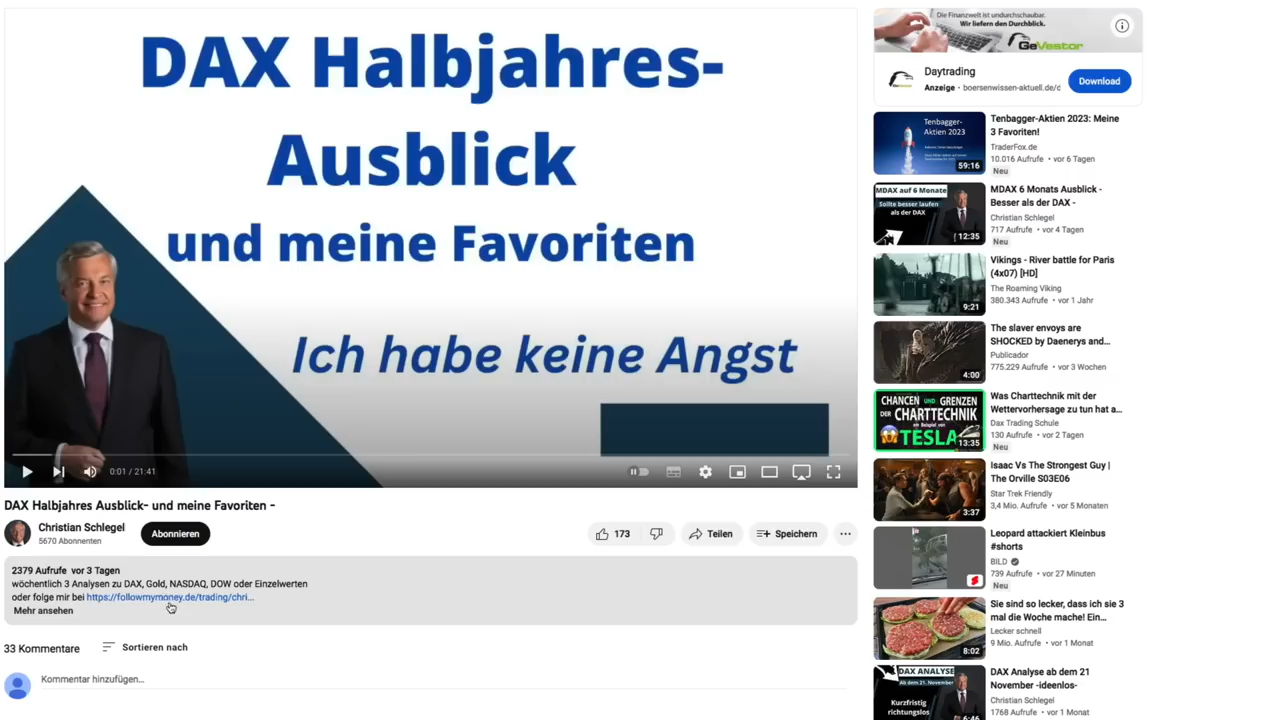 DAX Halbjahres-
Ausblick
und meine Favoriten
Ich habe keine Angst
0:01 / 21:41
DAX Halbjahres Ausblick- und meine Favoriten -
Christian Schlegel
5670 Abonnenten
Abonnieren
173
Teilen
Speichern
2379 Aufrufe vor 3 Tagen
wöchentlich 3 Analysen zu DAX, Gold, NASDAQ, DOW oder Einzelwerten
oder folge mir bei https://followmymoney.de/trading/chri...
Mehr ansehen
33 Kommentare
Sortieren nach
Kommentar hinzufügen...
Die Finanzwelt ist undurchschaubar.
Wir liefern den Durchblick.
GeVestor
Daytrading
Anzeige • boersenwissen-aktuell.de/c
Download
Tenbagger-
Aktien 2023
59:16
Tenbagger-Aktien 2023: Meine
3 Favoriten!
TraderFox.de
10.016 Aufrufe • vor 6 Tagen
Neu
MDAX auf 6 Monate
Sollte besser laufen
als der DAX
12:35
MDAX 6 Monats Ausblick -
Besser als der DAX -
Christian Schlegel
717 Aufrufe • vor 4 Tagen
Neu
9:21
Vikings - River battle for Paris
(4x07) [HD]
The Roaming Viking
380.343 Aufrufe • vor 1 Jahr
4:00
The slaver envoys are
SHOCKED by Daenerys and...
Publicador
775.229 Aufrufe • vor 3 Wochen
CHANCEN UND GRENZEN
DER CHARTTECHNIK
am Beispiel von
TESLA
13:35
Was Charttechnik mit der
Wettervorhersage zu tun hat a...
Dax Trading Schule
130 Aufrufe • vor 2 Tagen
Neu
3:37
Isaac Vs The Strongest Guy |
The Orville S03E06
Star Trek Friendly
3,4 Mio. Aufrufe • vor 5 Monaten
Leopard attackiert Kleinbus
#shorts
BILD
739 Aufrufe • vor 27 Minuten
Neu
8:02
Sie sind so lecker, dass ich sie 3
mal die Woche mache! Ein...
Lecker schnell
9 Mio. Aufrufe • vor 1 Monat
DAX ANALYSE
Ab dem 21. November
Kurzfristig
richtungslos
6:46
DAX Analyse ab dem 21
November -ideenlos-
Christian Schlegel
1768 Aufrufe • vor 1 Monat